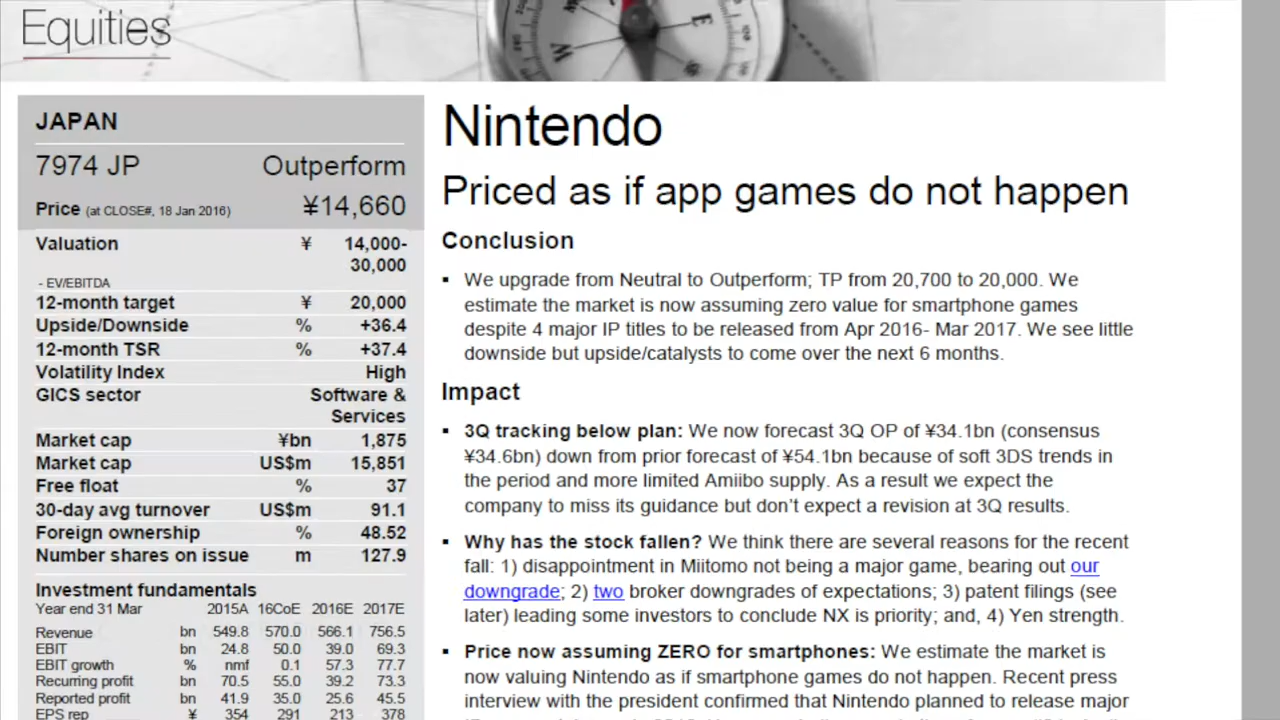 Equities
JAPAN
7974 JP Outperform
Price (at CLOSE#, 18 Jan 2016) ¥14,660
Valuation ¥ 14,000-
30,000
- EV/EBITDA
12-month target ¥ 20,000
Upside/Downside % +36.4
12-month TSR % +37.4
Volatility Index High
GICS sector Software &
Services
Market cap ¥bn 1,875
Market cap US$m 15,851
Free float % 37
30-day avg turnover US$m 91.1
Foreign ownership % 48.52
Number shares on issue m 127.9
Investment fundamentals
Year end 31 Mar 2015A 16CoE 2016E 2017E
Revenue bn 549.8 570.0 566.1 756.5
EBIT bn 24.8 50.0 39.0 69.3
EBIT growth % nmf 0.1 57.3 77.7
Recurring profit bn 70.5 55.0 39.2 73.3
Reported profit bn 41.9 35.0 25.6 45.5
EPS rep ¥ 354 291 213 378
Nintendo
Priced as if app games do not happen
Conclusion
▪ We upgrade from Neutral to Outperform; TP from 20,700 to 20,000. We
estimate the market is now assuming zero value for smartphone games
despite 4 major IP titles to be released from Apr 2016- Mar 2017. We see little
downside but upside/catalysts to come over the next 6 months.
Impact
▪ 3Q tracking below plan: We now forecast 3Q OP of ¥34.1bn (consensus
¥34.6bn) down from prior forecast of ¥54.1bn because of soft 3DS trends in
the period and more limited Amiibo supply. As a result we expect the
company to miss its guidance but don't expect a revision at 3Q results.
▪ Why has the stock fallen? We think there are several reasons for the recent
fall: 1) disappointment in Miitomo not being a major game, bearing out our
downgrade; 2) two broker downgrades of expectations; 3) patent filings (see
later) leading some investors to conclude NX is priority; and, 4) Yen strength.
▪ Price now assuming ZERO for smartphones: We estimate the market is
now valuing Nintendo as if smartphone games do not happen. Recent press
interview with the president confirmed that Nintendo planned to release major
E
W